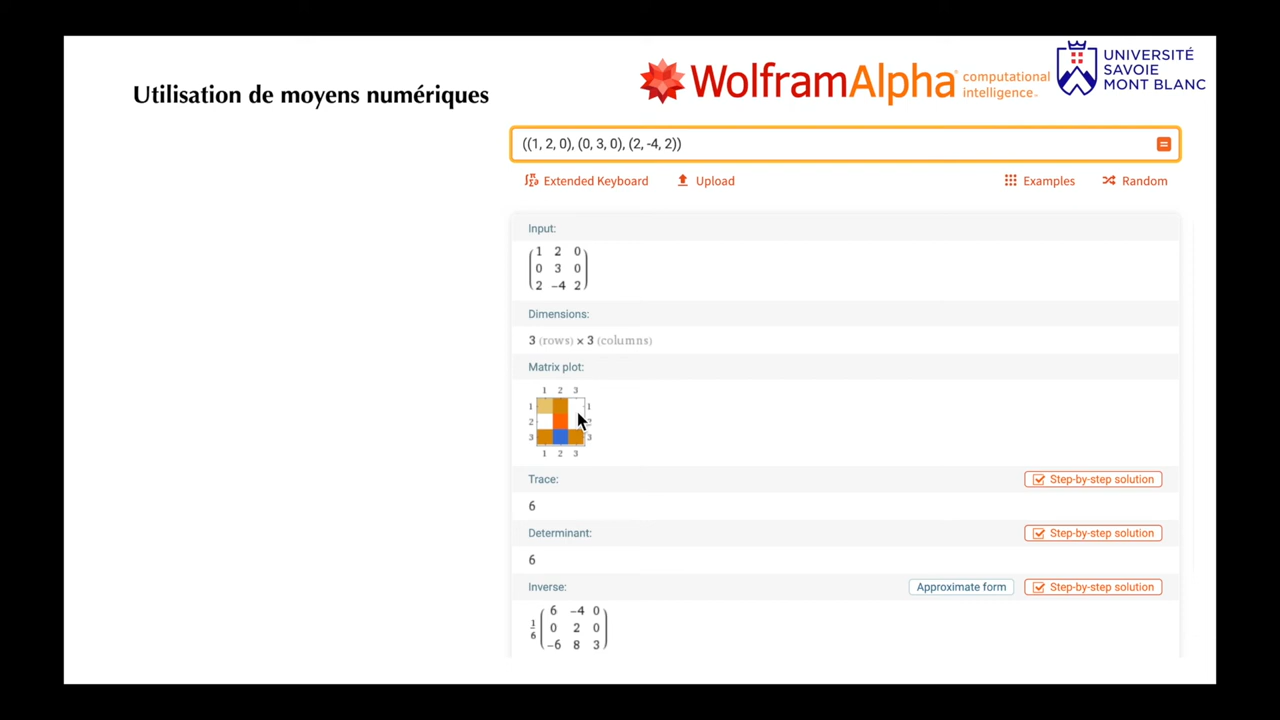 Utilisation de moyens numériques
WolframAlpha computational intelligence™
UNIVERSITÉ
SAVOIE
MONT BLANC
((1, 2, 0), (0, 3, 0), (2, -4, 2))
Extended Keyboard Upload Examples Random
Input:
1 2 0
0 3 0
2 −4 2
Dimensions:
3 (rows) × 3 (columns)
Matrix plot:
1 2 3
1 1
2 2
3 3
1 2 3
Trace: Step-by-step solution
6
Determinant: Step-by-step solution
6
Inverse: Approximate form Step-by-step solution
6 −4 0
1/6 0 2 0
−6 8 3